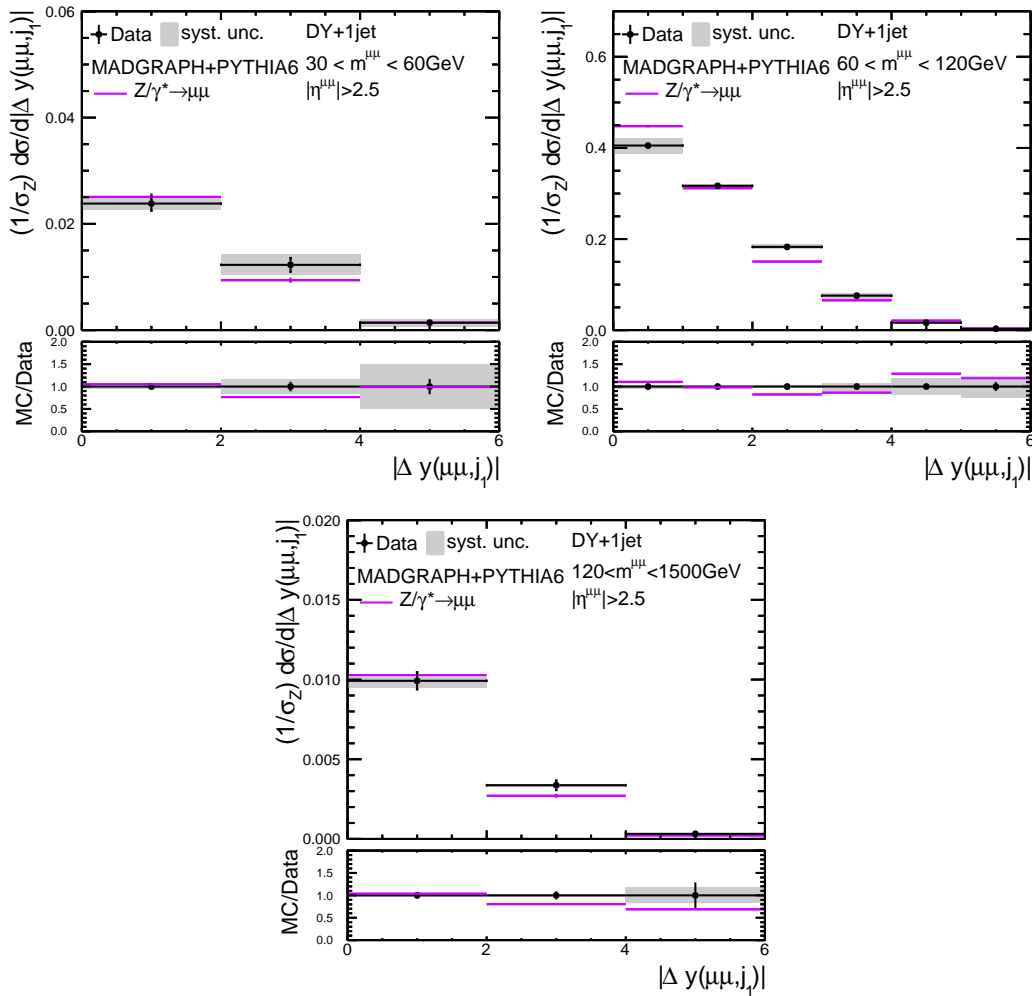 (1/σ_Z) dσ/d|Δ y(μμ,j_1)|
0.06
0.04
0.02
0.00
Data syst. unc. DY+1jet
MADGRAPH+PYTHIA6 30 < m^μμ < 60GeV
Z/γ*→μμ |η^μμ|>2.5
MC/Data
2.0
1.5
1.0
0.5
0.0
0 2 4 6
|Δ y(μμ,j_1)|
(1/σ_Z) dσ/d|Δ y(μμ,j_1)|
0.6
0.4
0.2
0.0
Data syst. unc. DY+1jet
MADGRAPH+PYTHIA6 60 < m^μμ < 120GeV
Z/γ*→μμ |η^μμ|>2.5
MC/Data
2.0
1.5
1.0
0.5
0.0
0 1 2 3 4 5 6
|Δ y(μμ,j_1)|
(1/σ_Z) dσ/d|Δ y(μμ,j_1)|
0.020
0.015
0.010
0.005
0.000
Data syst. unc. DY+1jet
MADGRAPH+PYTHIA6 120<m^μμ<1500GeV
Z/γ*→μμ |η^μμ|>2.5
MC/Data
2.0
1.5
1.0
0.5
0.0
0 2 4 6
|Δ y(μμ,j_1)|